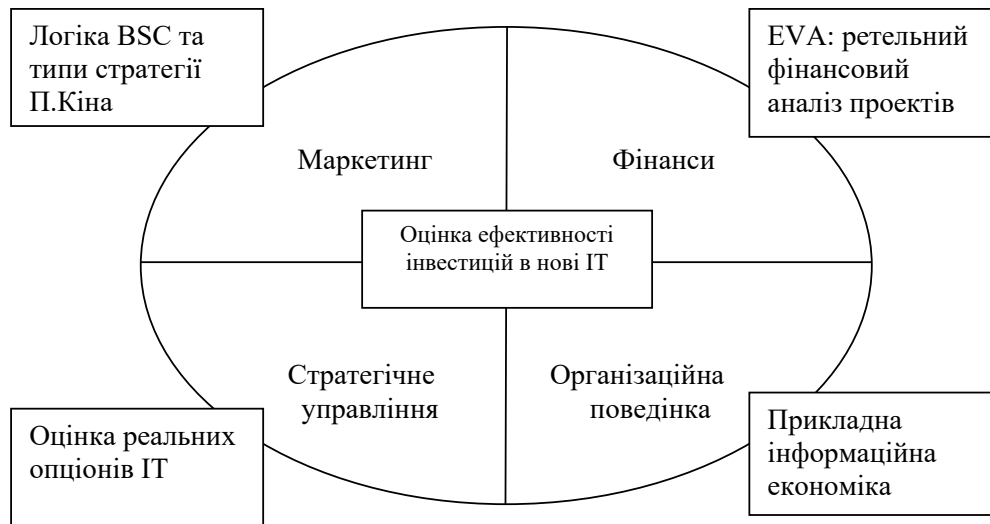 Логіка BSC та
типи стратегії
П.Кіна
EVA: ретельний
фінансовий
аналіз проектів
Маркетинг
Фінанси
Оцінка ефективності
інвестицій в нові ІТ
Стратегічне
управління
Організаційна
поведінка
Оцінка реальних
опціонів ІТ
Прикладна
інформаційна
економіка